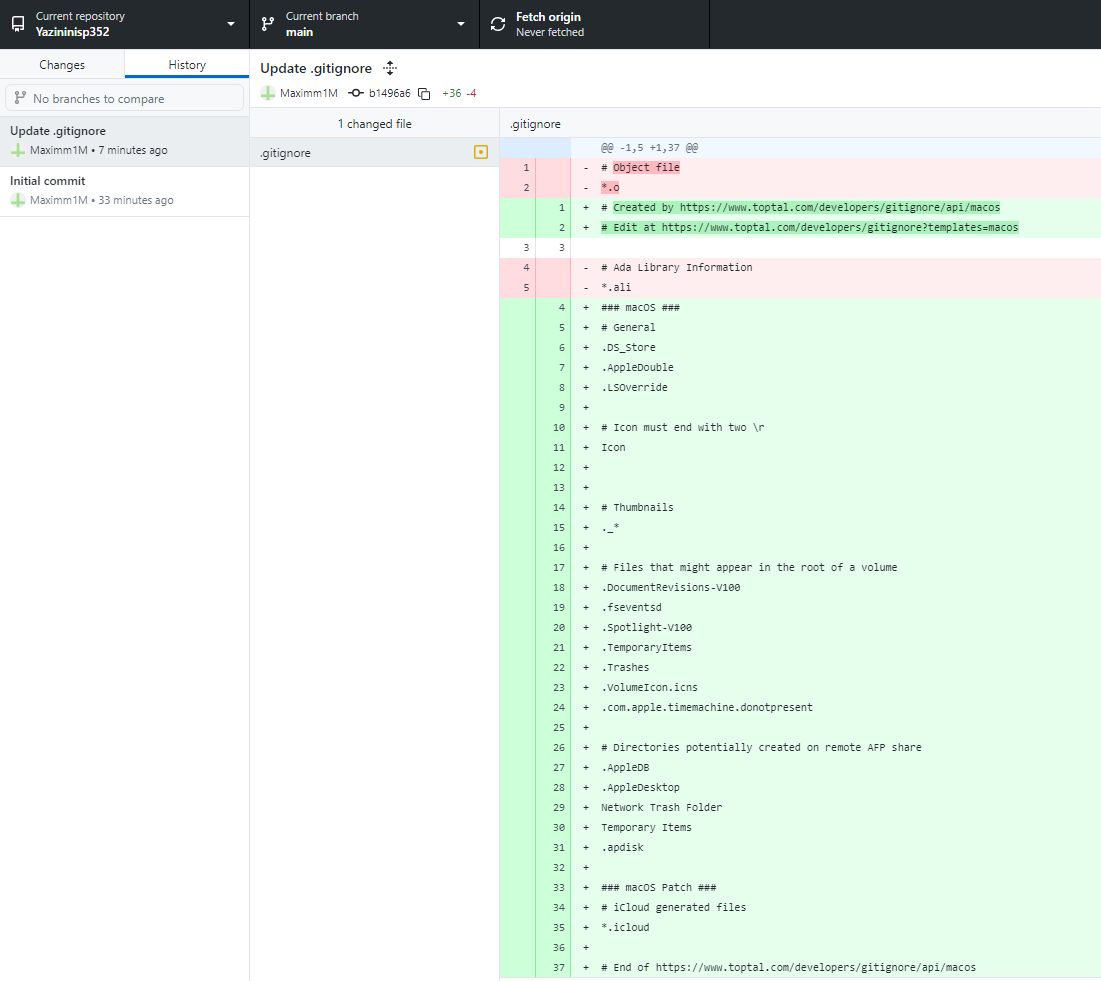 Current repository
Yazininisp352
Current branch
main
Fetch origin
Never fetched
Changes
History
No branches to compare
Update .gitignore
Maximm1M • 7 minutes ago
Initial commit
Maximm1M • 33 minutes ago
Update .gitignore
Maximm1M b1496a6 +36 -4
1 changed file
.gitignore
.gitignore
@@ -1,5 +1,37 @@
1 - # Object file
2 - *.o
1 + # Created by https://www.toptal.com/developers/gitignore/api/macos
2 + # Edit at https://www.toptal.com/developers/gitignore?templates=macos
3 3
4 - # Ada Library Information
5 - *.ali
4 + ### macOS ###
5 + # General
6 + .DS_Store
7 + .AppleDouble
8 + .LSOverride
9 +
10 + # Icon must end with two \r
11 + Icon
12 +
13 +
14 + # Thumbnails
15 + ._*
16 +
17 + # Files that might appear in the root of a volume
18 + .DocumentRevisions-V100
19 + .fseventsd
20 + .Spotlight-V100
21 + .TemporaryItems
22 + .Trashes
23 + .VolumeIcon.icns
24 + .com.apple.timemachine.donotpresent
25 +
26 + # Directories potentially created on remote AFP share
27 + .AppleDB
28 + .AppleDesktop
29 + Network Trash Folder
30 + Temporary Items
31 + .apdisk
32 +
33 + ### macOS Patch ###
34 + # iCloud generated files
35 + *.icloud
36 +
37 + # End of https://www.toptal.com/developers/gitignore/api/macos